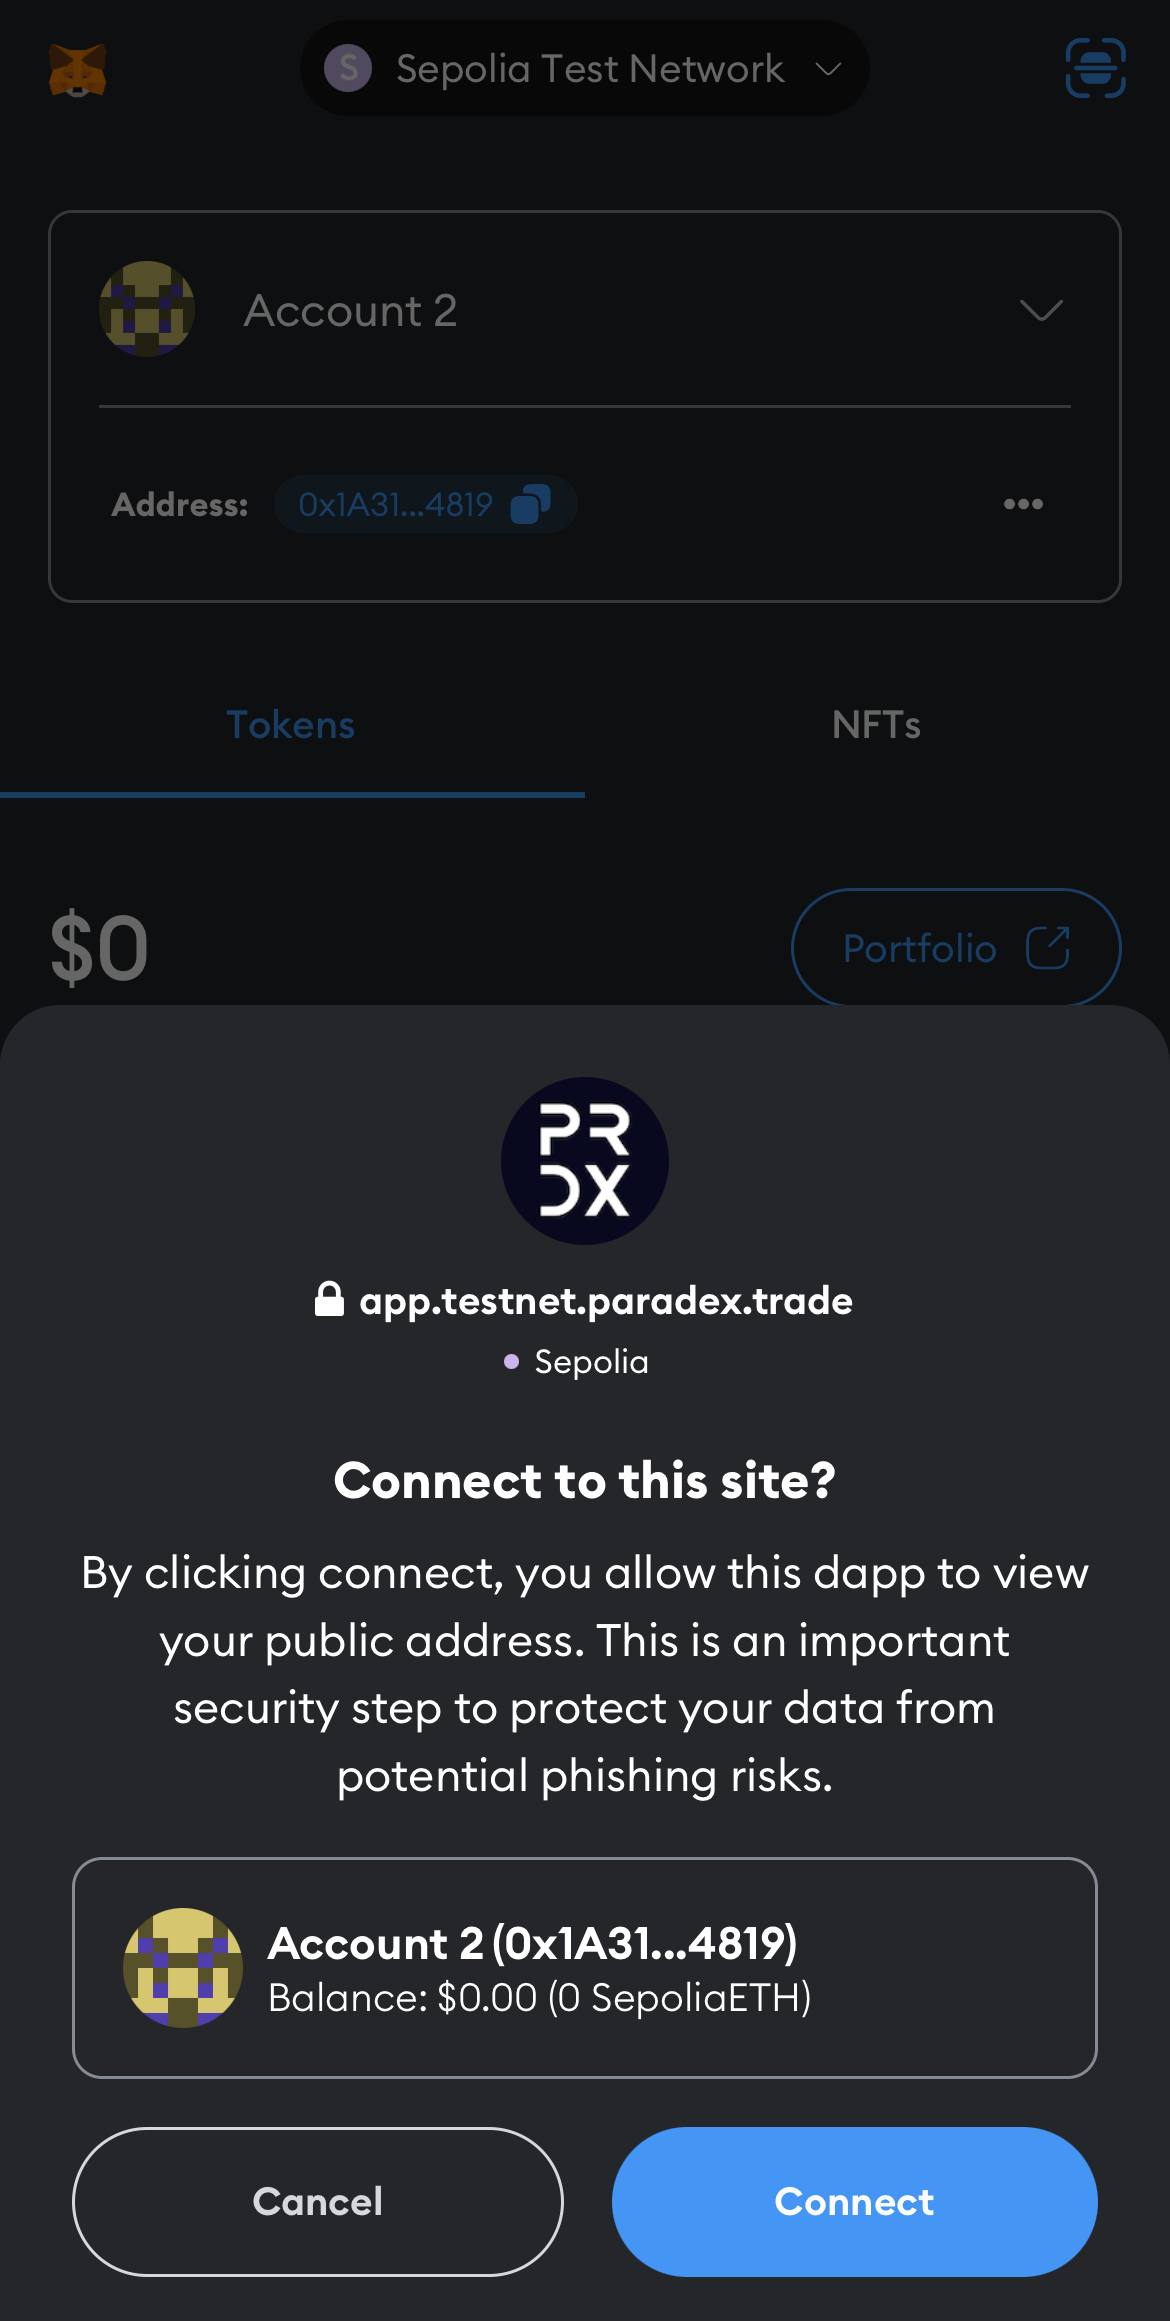 S Sepolia Test Network
Account 2
Address: 0x1A31...4819
Tokens NFTs
$0 Portfolio
PR
DX
app.testnet.paradex.trade
Sepolia
Connect to this site?
By clicking connect, you allow this dapp to view
your public address. This is an important
security step to protect your data from
potential phishing risks.
Account 2 (0x1A31...4819)
Balance: $0.00 (0 SepoliaETH)
Cancel Connect